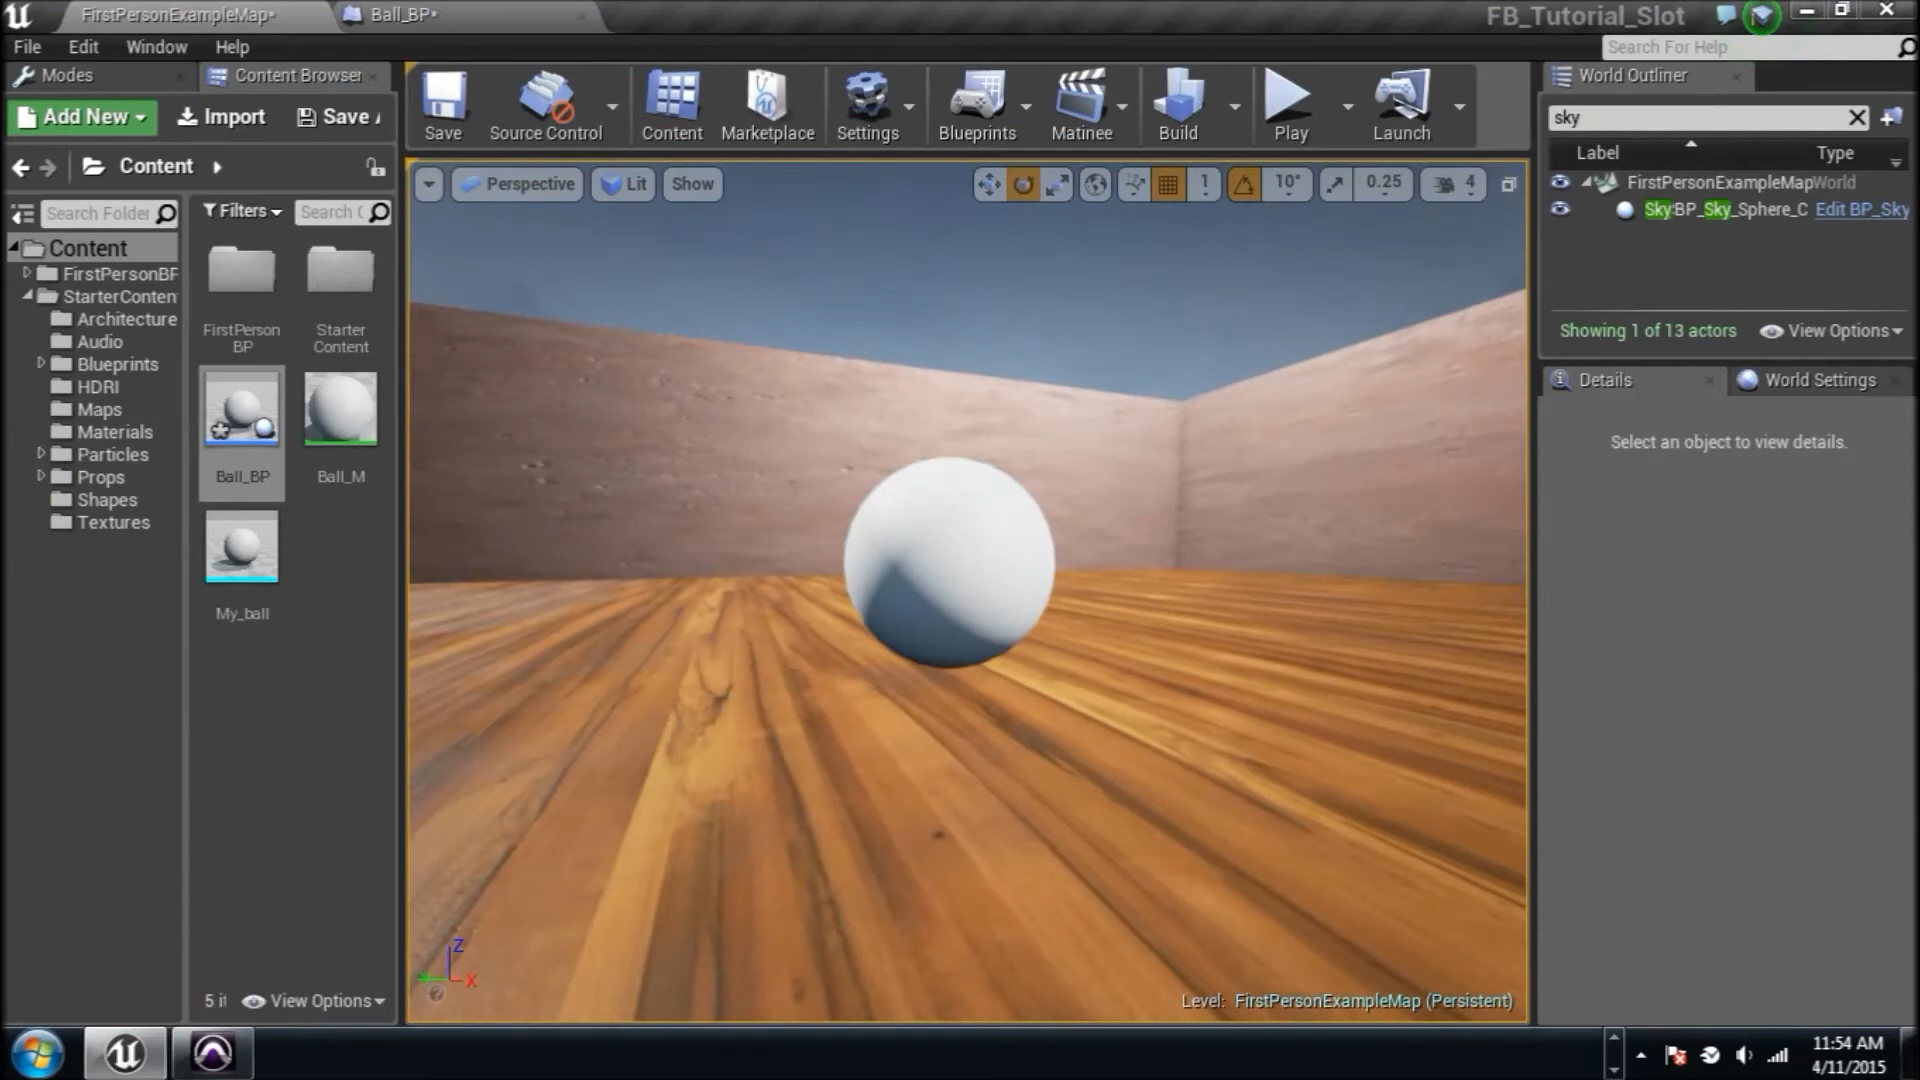 FirstPersonExampleMap*
Ball_BP*
FB_Tutorial_Slot
File Edit Window Help
Search For Help
Modes
Content Browser
World Outliner
Add New
Import
Save
Save
Source Control
Content
Marketplace
Settings
Blueprints
Matinee
Build
Play
Launch
sky
Label
Type
Content
Perspective
Lit
Show
1
10°
0.25
4
FirstPersonExampleMap
World
Sky:BP_Sky_Sphere_C
Edit BP_Sky
Search Folder
Filters
Search
Content
FirstPersonBP
StarterConten
Architecture
Audio
Blueprints
HDRI
Maps
Materials
Particles
Props
Shapes
Textures
FirstPerson
BP
Starter
Content
Ball_BP
Ball_M
My_ball
Showing 1 of 13 actors
View Options
Details
World Settings
Select an object to view details.
Z
X
5 it
View Options
Level: FirstPersonExampleMap (Persistent)
11:54 AM
4/11/2015